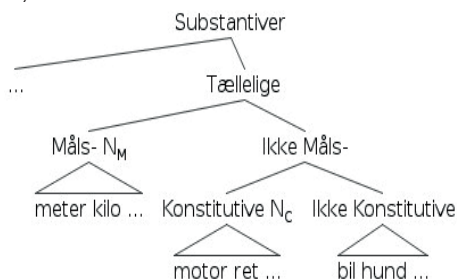 Substantiver
... Tællelige
Måls- N_M Ikke Måls-
meter kilo ... Konstitutive N_C Ikke Konstitutive
motor ret ... bil hund ...